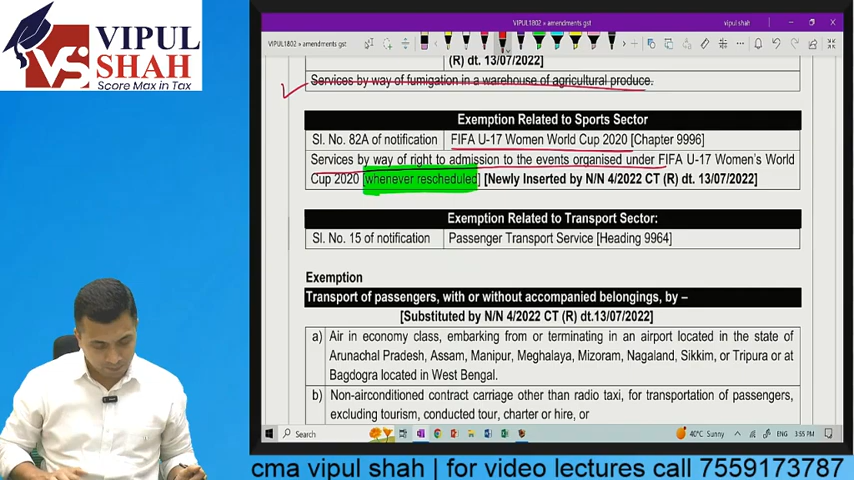 VIPUL
SHAH
Score Max in Tax
VS
VIPUL1802 » amendments gst
vipul shah
VIPUL1802 » amendments gst
(R) dt. 13/07/2022]
Services by way of fumigation in a warehouse of agricultural produce.
Exemption Related to Sports Sector
Sl. No. 82A of notification FIFA U-17 Women World Cup 2020 [Chapter 9996]
Services by way of right to admission to the events organised under FIFA U-17 Women's World
Cup 2020 [whenever rescheduled] [Newly Inserted by N/N 4/2022 CT (R) dt. 13/07/2022]
Exemption Related to Transport Sector:
Sl. No. 15 of notification Passenger Transport Service [Heading 9964]
Exemption
Transport of passengers, with or without accompanied belongings, by –
[Substituted by N/N 4/2022 CT (R) dt.13/07/2022]
a) Air in economy class, embarking from or terminating in an airport located in the state of
Arunachal Pradesh, Assam, Manipur, Meghalaya, Mizoram, Nagaland, Sikkim, or Tripura or at
Bagdogra located in West Bengal.
b) Non-airconditioned contract carriage other than radio taxi, for transportation of passengers,
excluding tourism, conducted tour, charter or hire, or
Search
40°C Sunny
ENG
3:55 PM
cma vipul shah | for video lectures call 7559173787